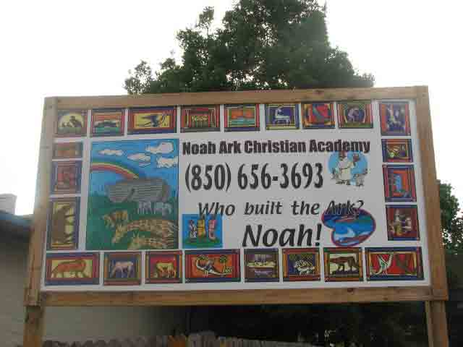 Noah Ark Christian Academy
(850) 656-3693
Who built the Ark?
Noah!